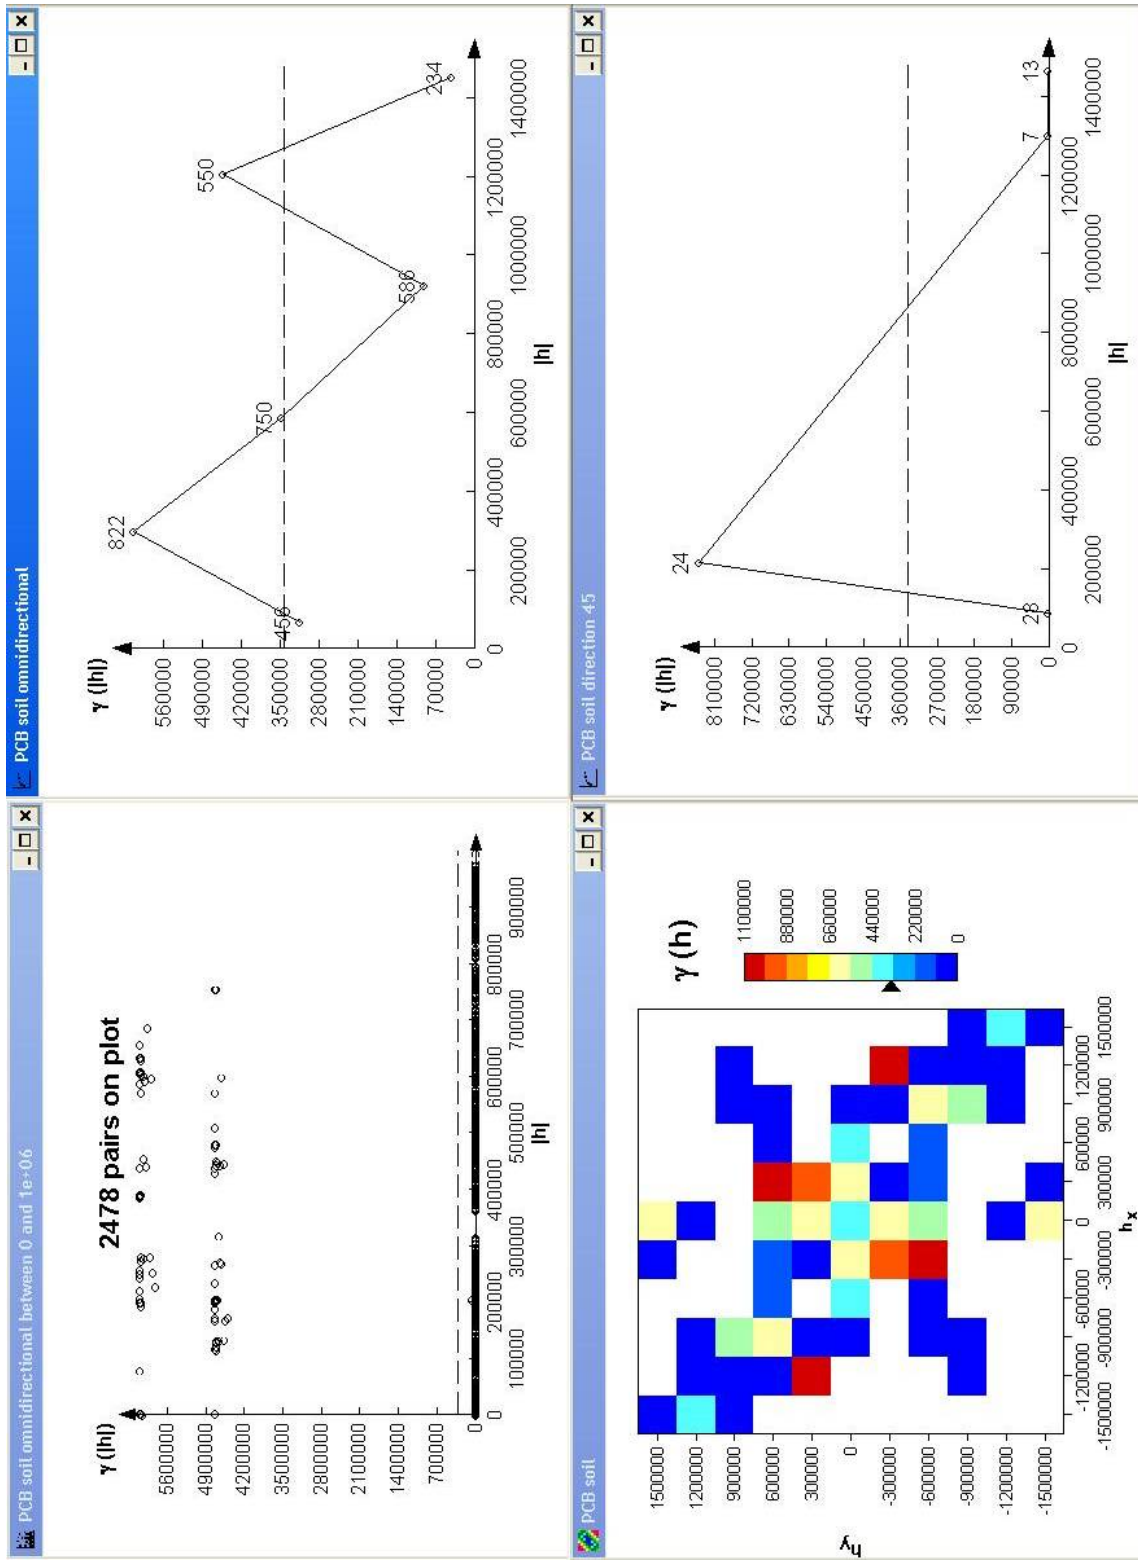 PCB soil omnidirectional between 0 and 1e+06
γ (|h|)
2478 pairs on plot
5600000
4900000
4200000
3500000
2800000
2100000
1400000
700000
0
0 100000 200000 300000 400000 500000 600000 700000 800000 900000
|h|
PCB soil omnidirectional
γ (|h|)
560000
490000
420000
350000
280000
210000
140000
70000
0
456 822 750 586 550 234
0 200000 400000 600000 800000 1000000 1200000 1400000
|h|
PCB soil
γ (h)
1100000
880000
660000
440000
220000
0
hy
1500000
1200000
900000
600000
300000
0
-300000
-600000
-900000
-1200000
-1500000
-1500000 -1200000 -900000 -600000 -300000 0 300000 600000 900000 1200000 1500000
hx
PCB soil direction 45
γ (|h|)
810000
720000
630000
540000
450000
360000
270000
180000
90000
0
28 24 7 13
0 200000 400000 600000 800000 1000000 1200000 1400000
|h|